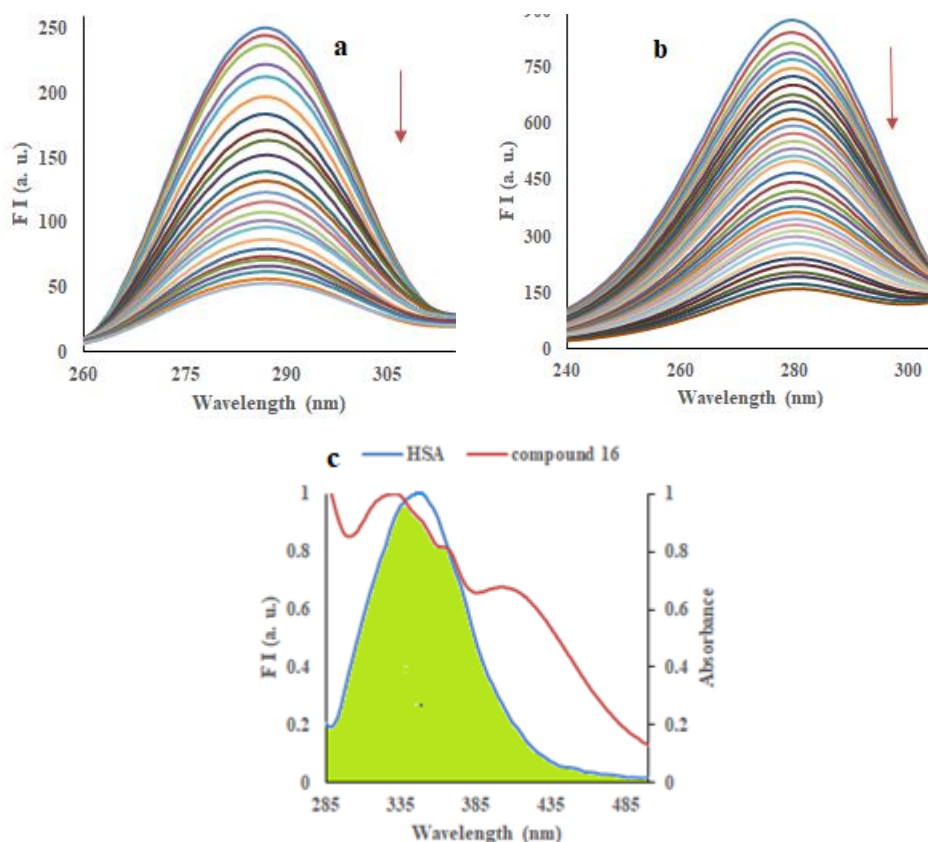 a
250
200
150
100
50
0
F I (a. u.)
260 275 290 305
Wavelength (nm)
b
900
750
600
450
300
150
0
F I (a. u.)
240 260 280 300
Wavelength (nm)
c
HSA compound 16
1
0.8
0.6
0.4
0.2
0
F I (a. u.)
1
0.8
0.6
0.4
0.2
0
Absorbance
285 335 385 435 485
Wavelength (nm)